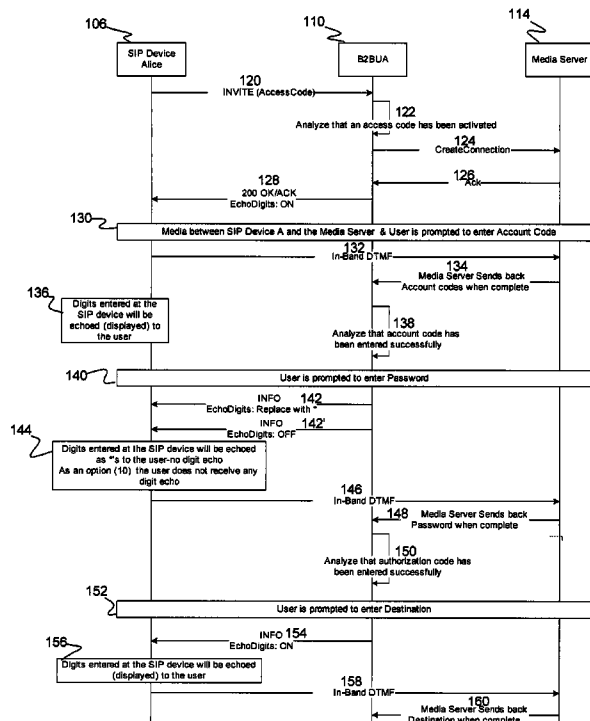 106
110
114
SIP Device
Alice
B2BUA
Media Server
120
INVITE (AccessCode)
122
Analyze that an access code has been activated
124
CreateConnection
126
Ack
128
200 OK/ACK
EchoDigits: ON
130
Media between SIP Device A and the Media Server & User is prompted to enter Account Code
132
In-Band DTMF
134
Media Server Sends back
Account codes when complete
136
Digits entered at
the SIP device will be
echoed (displayed) to
the user
138
Analyze that account code has
been entered successfully
140
User is prompted to enter Password
INFO 142
EchoDigits: Replace with *
INFO 142'
EchoDigits: OFF
144
Digits entered at the SIP device will be echoed
as *'s to the user-no digit echo
As an option (10) the user does not receive any
digit echo
146
In-Band DTMF
148 Media Server Sends back
Password when complete
150
Analyze that authorization code has
been entered successfully
152
User is prompted to enter Destination
INFO 154
EchoDigits: ON
156
Digits entered at the SIP device will be echoed
(displayed) to the user
158
In-Band DTMF
160
Media Server Sends back
Destination when complete